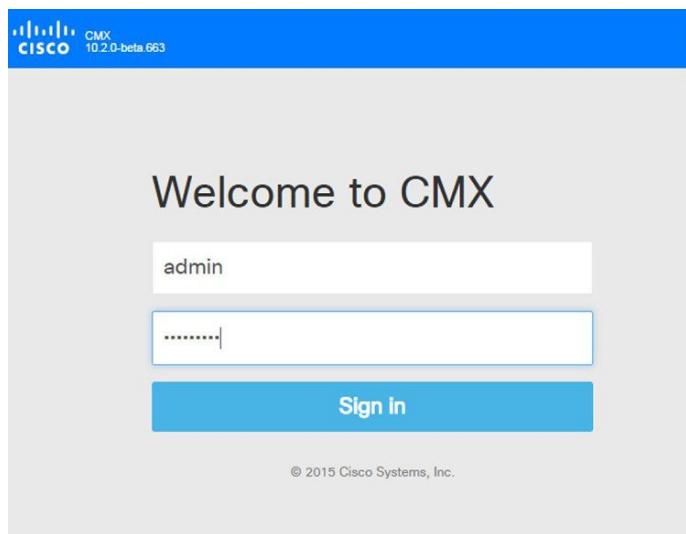 CISCO
CMX
10.2.0-beta.663
Welcome to CMX
admin
•••••••••
Sign in
© 2015 Cisco Systems, Inc.